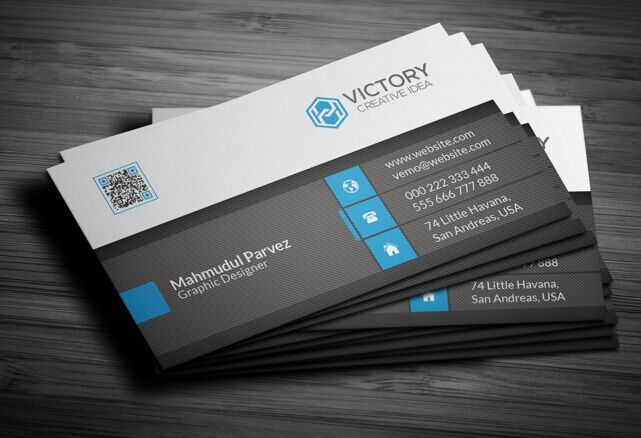 VICTORY
CREATIVE IDEA
www.website.com
vemo@website.com
000 222 333 444
555 666 777 888
74 Little Havana,
San Andreas, USA
Mahmudul Parvez
Graphic Designer
888
74 Little Havana,
San Andreas, USA